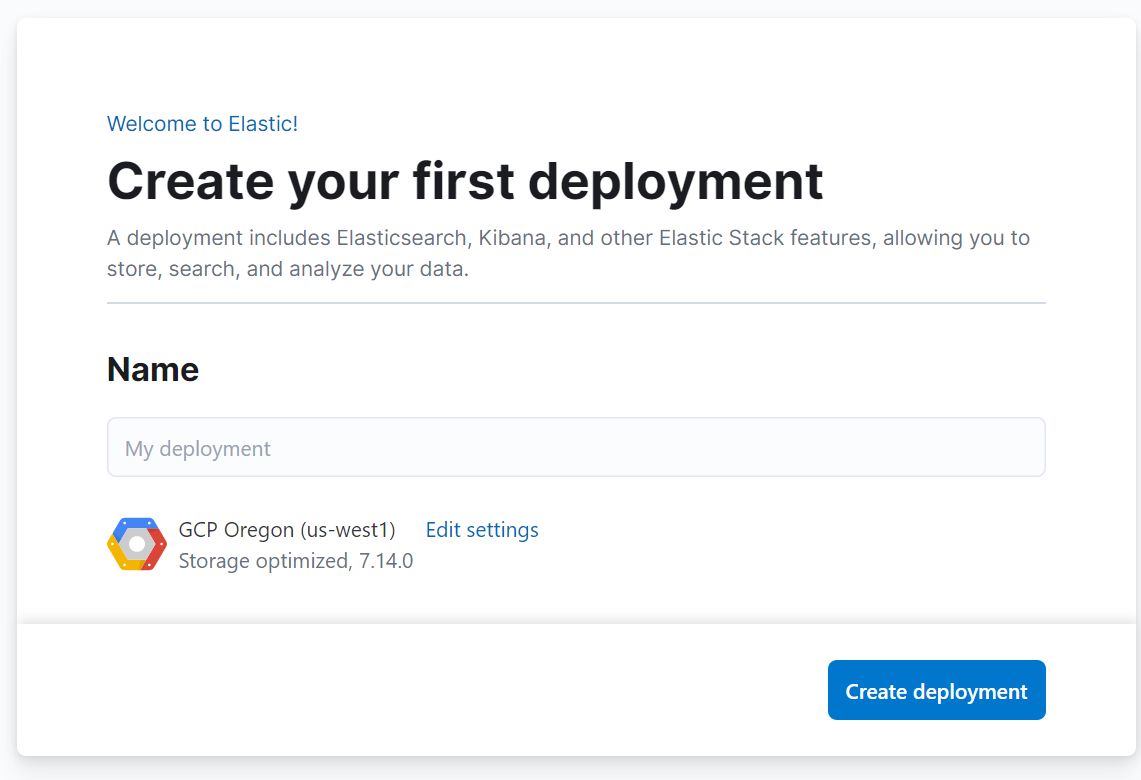 Welcome to Elastic!
Create your first deployment
A deployment includes Elasticsearch, Kibana, and other Elastic Stack features, allowing you to
store, search, and analyze your data.
Name
My deployment
GCP Oregon (us-west1) Edit settings
Storage optimized, 7.14.0
Create deployment